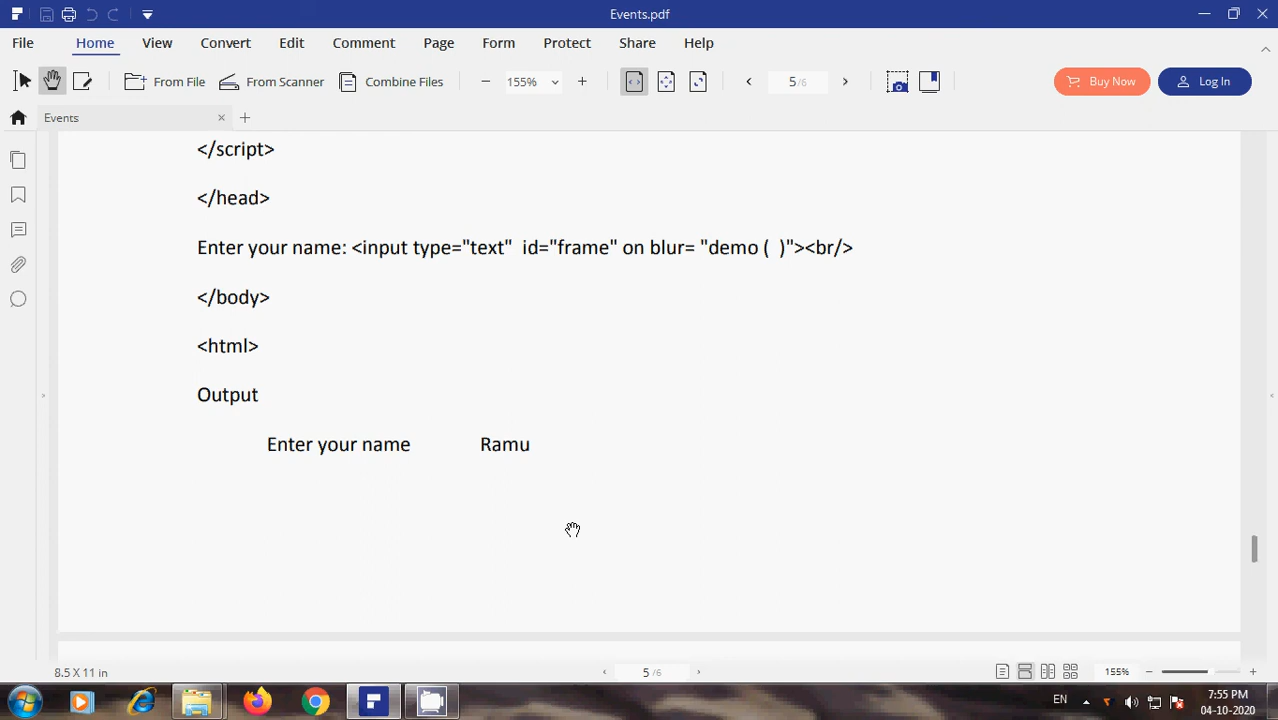 Events.pdf
File Home View Convert Edit Comment Page Form Protect Share Help
From File From Scanner Combine Files 155% 5/6 Buy Now Log In
Events
</script>
</head>
Enter your name: <input type="text" id="frame" on blur= "demo ( )"><br/>
</body>
<html>
Output
Enter your name Ramu
8.5 X 11 in 5 /6 155%
EN 7:55 PM
04-10-2020